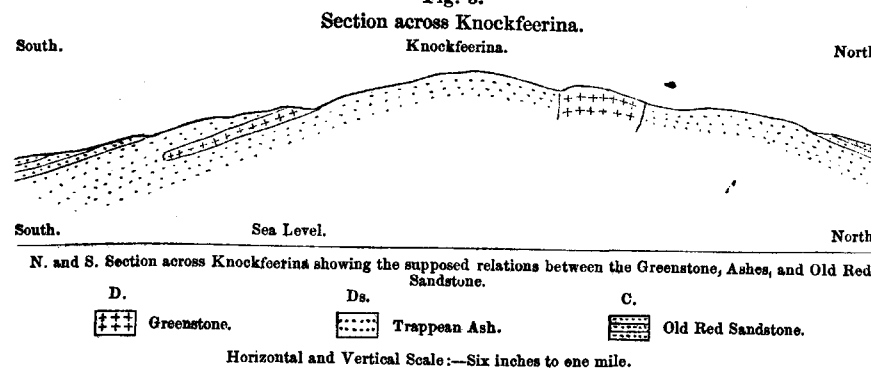 Section across Knockfeerina.
South. Knockfeerina. North
South. Sea Level. North
N. and S. Section across Knockfeerina showing the supposed relations between the Greenstone, Ashes, and Old Red
Sandstone.
D. Ds. C.
Greenstone. Trappean Ash. Old Red Sandstone.
Horizontal and Vertical Scale:—Six inches to one mile.